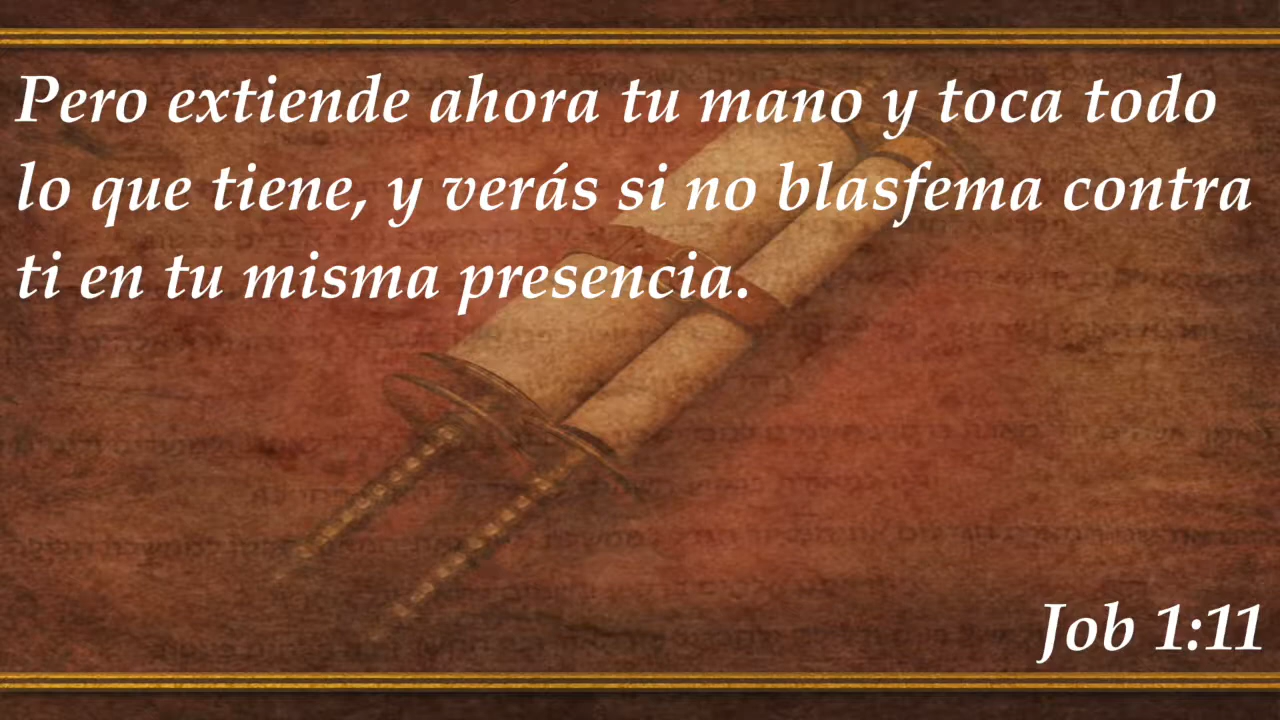 Pero extiende ahora tu mano y toca todo
lo que tiene, y verás si no blasfema contra
ti en tu misma presencia.
Job 1:11